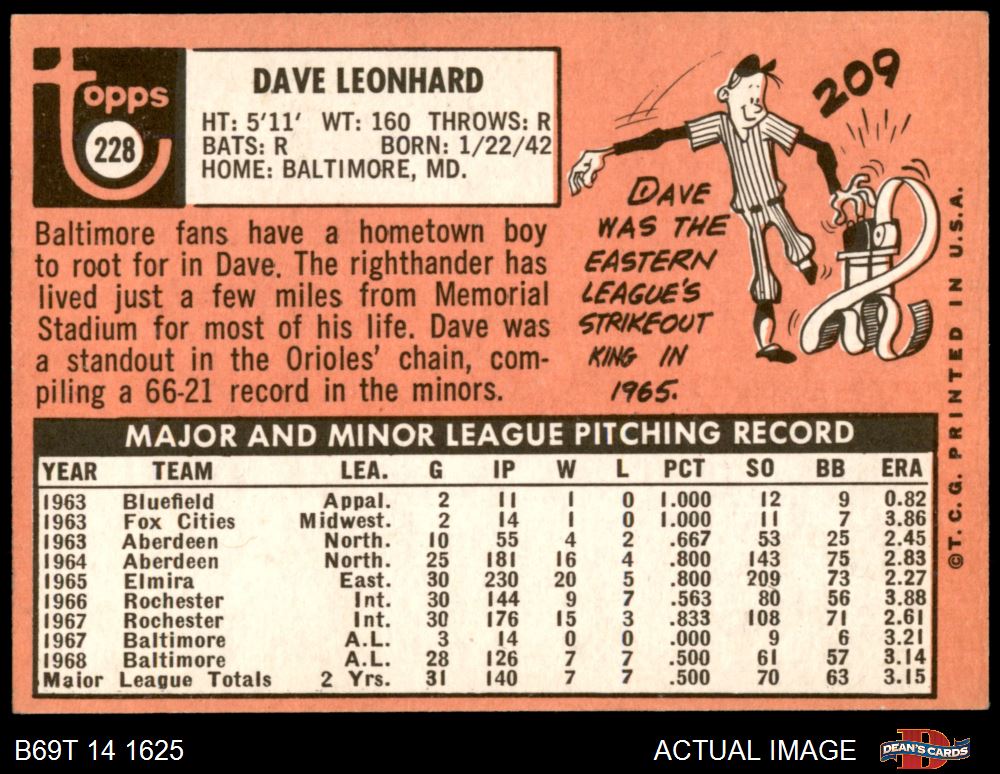 Topps
228
DAVE LEONHARD
HT: 5'11' WT: 160 THROWS: R
BATS: R BORN: 1/22/42
HOME: BALTIMORE, MD.
209
DAVE
WAS THE
EASTERN
LEAGUE'S
STRIKEOUT
KING IN
1965.
Baltimore fans have a hometown boy
to root for in Dave. The righthander has
lived just a few miles from Memorial
Stadium for most of his life. Dave was
a standout in the Orioles' chain, com-
piling a 66-21 record in the minors.
MAJOR AND MINOR LEAGUE PITCHING RECORD
YEAR TEAM LEA. G IP W L PCT SO BB ERA
1963 Bluefield Appal. 2 11 1 0 1.000 12 9 0.82
1963 Fox Cities Midwest. 2 14 1 0 1.000 11 7 3.86
1963 Aberdeen North. 10 55 4 2 .667 53 25 2.45
1964 Aberdeen North. 25 181 16 4 .800 143 75 2.83
1965 Elmira East. 30 230 20 5 .800 209 73 2.27
1966 Rochester Int. 30 144 9 7 .563 80 56 3.88
1967 Rochester Int. 30 176 15 3 .833 108 71 2.61
1967 Baltimore A.L. 3 14 0 0 .000 9 6 3.21
1968 Baltimore A.L. 28 126 7 7 .500 61 57 3.14
Major League Totals 2 Yrs. 31 140 7 7 .500 70 63 3.15
©T.C.G. PRINTED IN U.S.A.
B69T 14 1625
ACTUAL IMAGE
DEAN'S CARDS